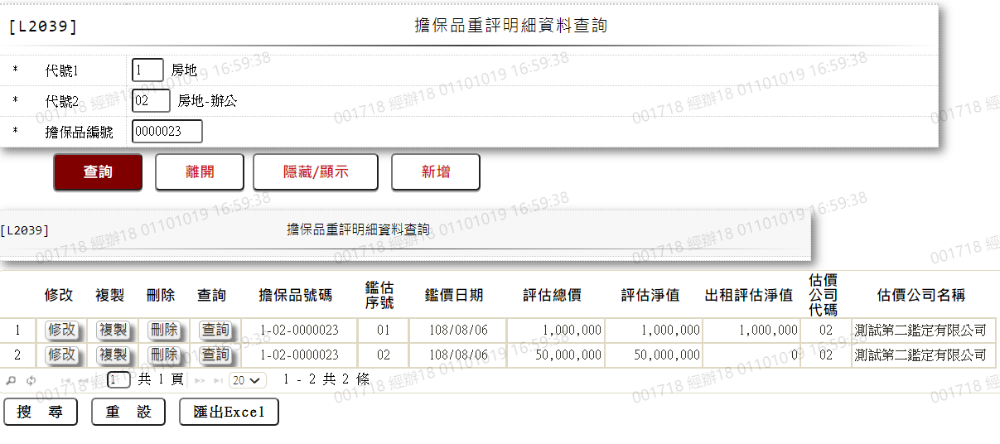 [L2039] 擔保品重評明細資料查詢
* 代號1 1 房地
* 代號2 02 房地-辦公
* 擔保品編號 0000023
查詢 離開 隱藏/顯示 新增
[L2039] 擔保品重評明細資料查詢
修改 複製 刪除 查詢 擔保品號碼 鑑估序號 鑑價日期 評估總價 評估淨值 出租評估淨值 估價公司代碼 估價公司名稱
1 修改 複製 刪除 查詢 1-02-0000023 01 108/08/06 1,000,000 1,000,000 1,000,000 02 測試第二鑑定有限公司
2 修改 複製 刪除 查詢 1-02-0000023 02 108/08/06 50,000,000 50,000,000 0 02 測試第二鑑定有限公司
1 共 1 頁 20 1 - 2 共 2 條
搜 尋 重 設 匯出Excel
001718 經辦18 01101019 16:59:38